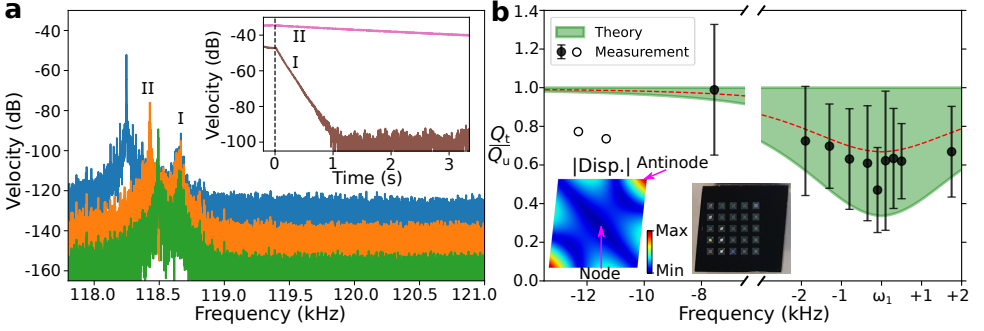 a
Velocity (dB)
-40
-60
-80
-100
-120
-140
-160
II
I
Velocity (dB)
-40
-60
-80
-100
II
I
0
1
2
3
Time (s)
118.0
118.5
119.0
119.5
120.0
120.5
121.0
Frequency (kHz)
b
Qt
Qu
1.4
1.2
1.0
0.8
0.6
0.4
0.2
0.0
Theory
Measurement
|Disp.|
Antinode
Node
Max
Min
-12
-10
-8
-2
-1
ω1
+1
+2
Frequency (kHz)